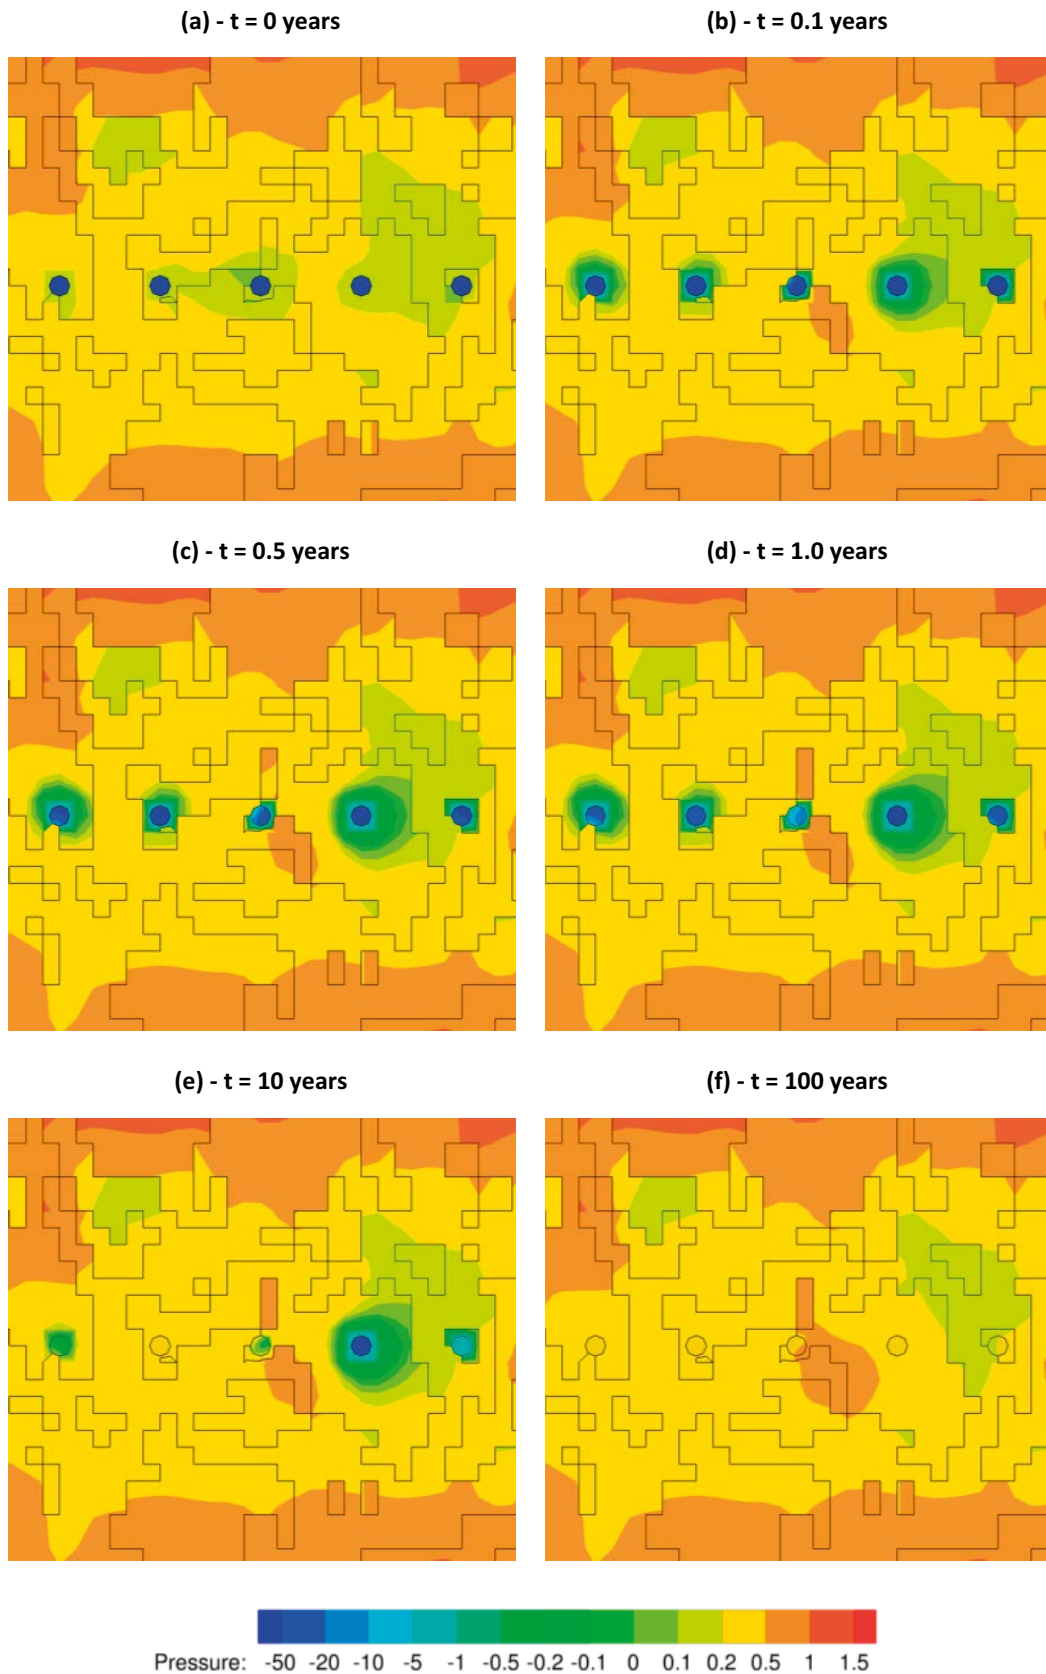 (a) - t = 0 years
(b) - t = 0.1 years
(c) - t = 0.5 years
(d) - t = 1.0 years
(e) - t = 10 years
(f) - t = 100 years
Pressure: -50 -20 -10 -5 -1 -0.5 -0.2 -0.1 0 0.1 0.2 0.5 1 1.5